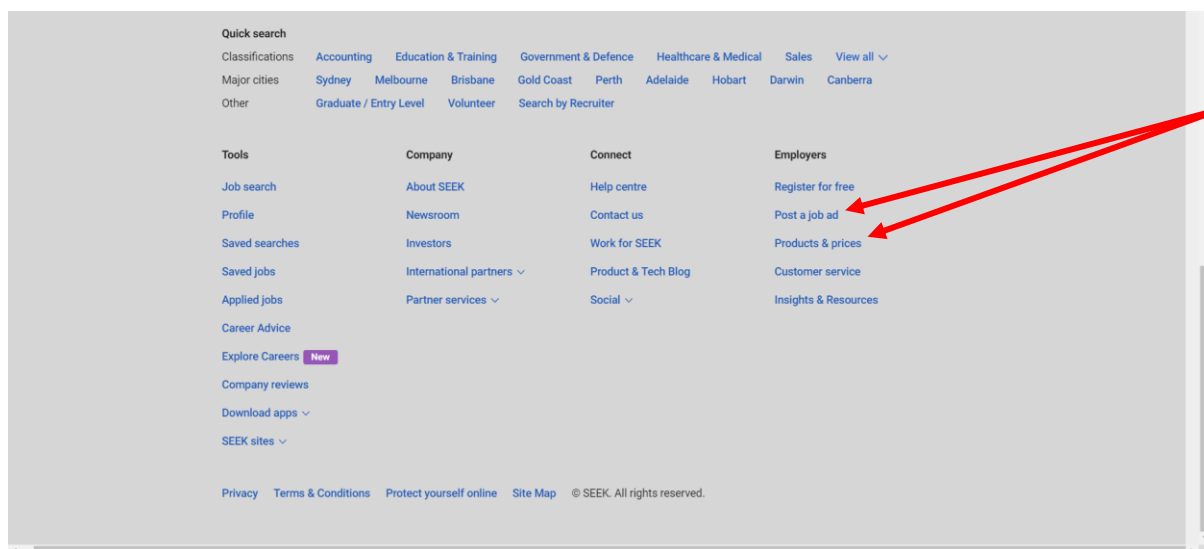 Quick search
Classifications Accounting Education & Training Government & Defence Healthcare & Medical Sales View all
Major cities Sydney Melbourne Brisbane Gold Coast Perth Adelaide Hobart Darwin Canberra
Other Graduate / Entry Level Volunteer Search by Recruiter
Tools Company Connect Employers
Job search About SEEK Help centre Register for free
Profile Newsroom Contact us Post a job ad
Saved searches Investors Work for SEEK Products & prices
Saved jobs International partners Product & Tech Blog Customer service
Applied jobs Partner services Social Insights & Resources
Career Advice
Explore Careers New
Company reviews
Download apps
SEEK sites
Privacy Terms & Conditions Protect yourself online Site Map © SEEK. All rights reserved.